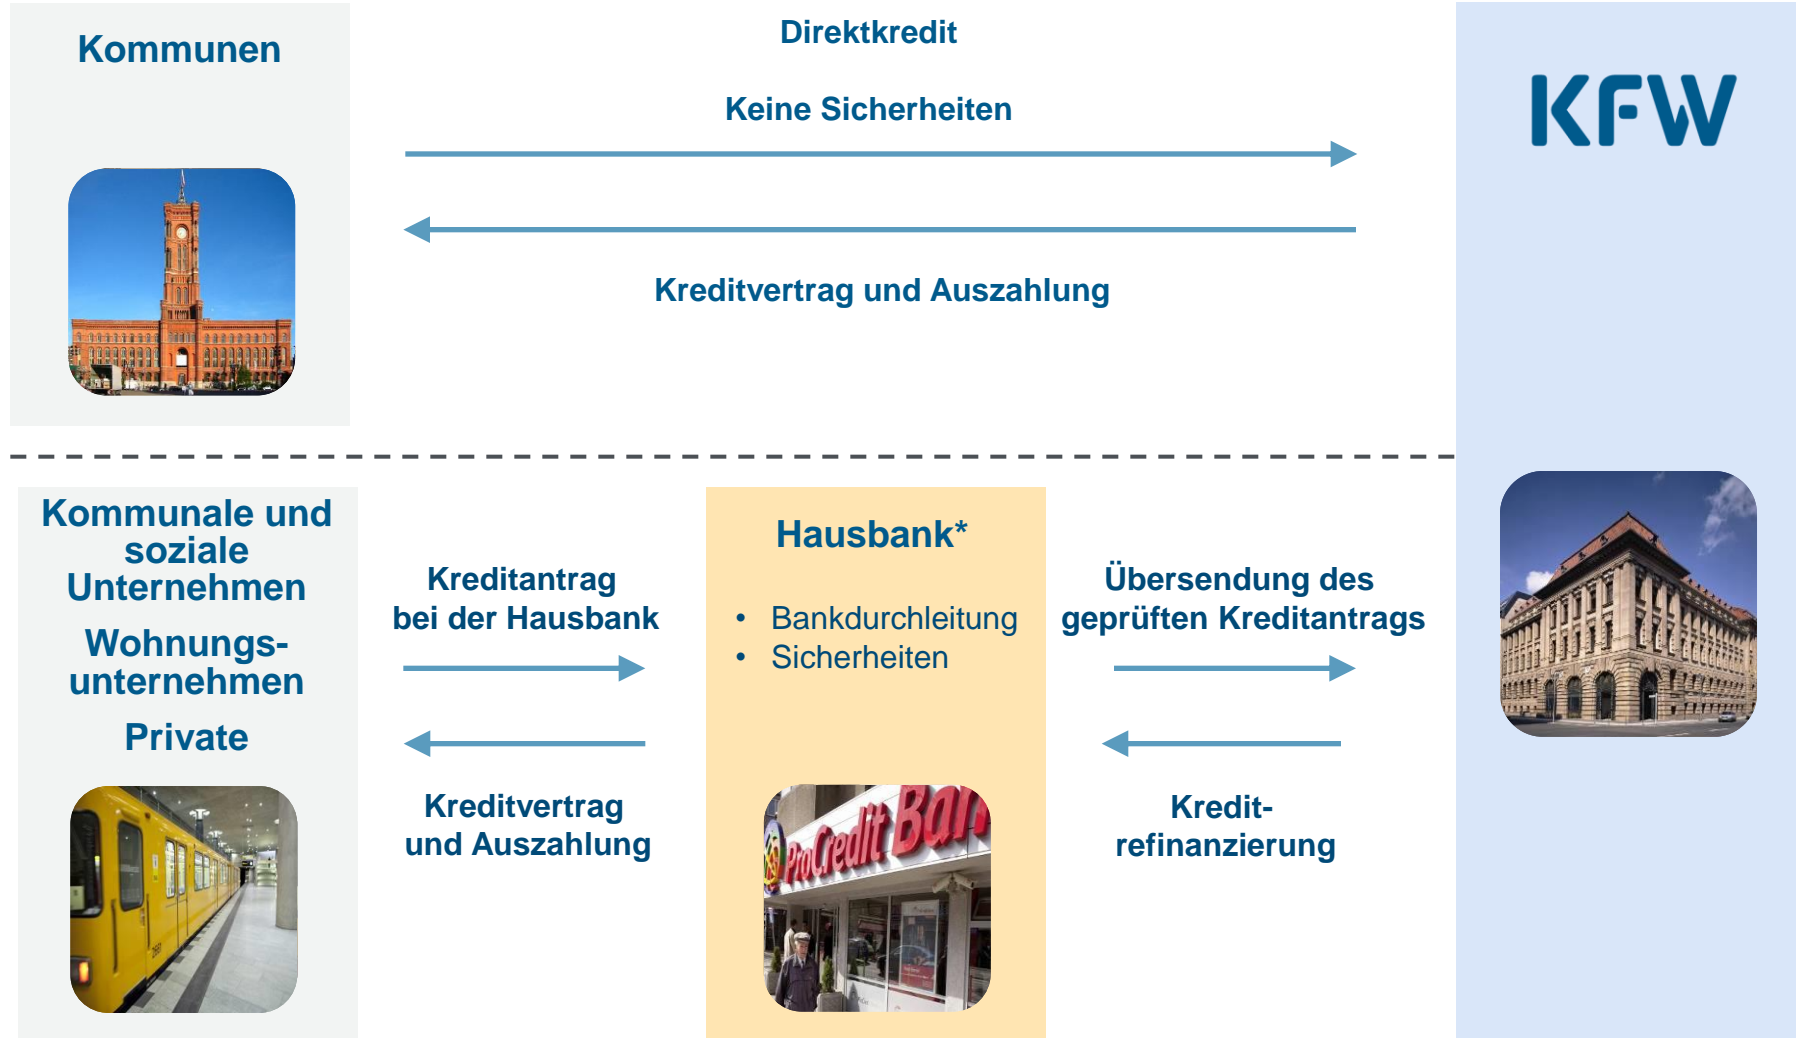 Kommunen
Direktkredit
Keine Sicherheiten
Kreditvertrag und Auszahlung
KFW
Kommunale und
soziale
Unternehmen
Wohnungs-
unternehmen
Private
Kreditantrag
bei der Hausbank
Kreditvertrag
und Auszahlung
Hausbank*
• Bankdurchleitung
• Sicherheiten
ProCredit Bank
Übersendung des
geprüften Kreditantrags
Kredit-
refinanzierung